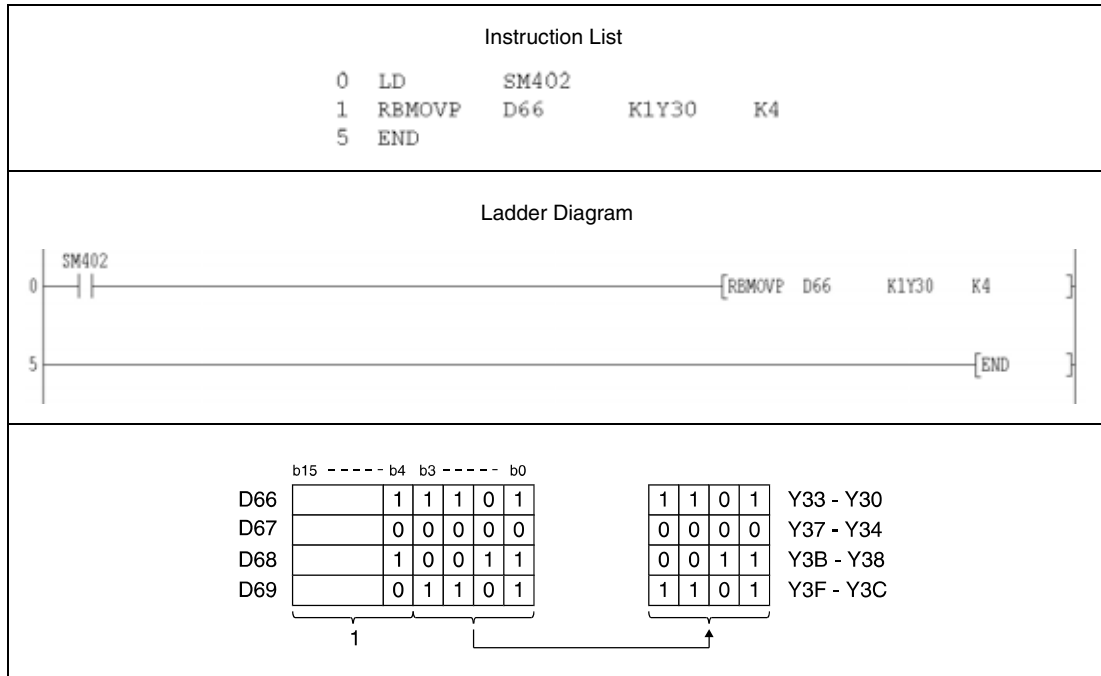 Instruction List
0 LD SM402
1 RBMOVP D66 K1Y30 K4
5 END
Ladder Diagram
SM402
0 [RBMOVP D66 K1Y30 K4 ]
5 [END ]
b15 ----- b4 b3 ----- b0
D66 1 1 1 0 1 1 1 0 1 Y33 - Y30
D67 0 0 0 0 0 0 0 0 0 Y37 - Y34
D68 1 0 0 1 1 0 0 1 1 Y3B - Y38
D69 0 1 1 0 1 1 1 0 1 Y3F - Y3C
1